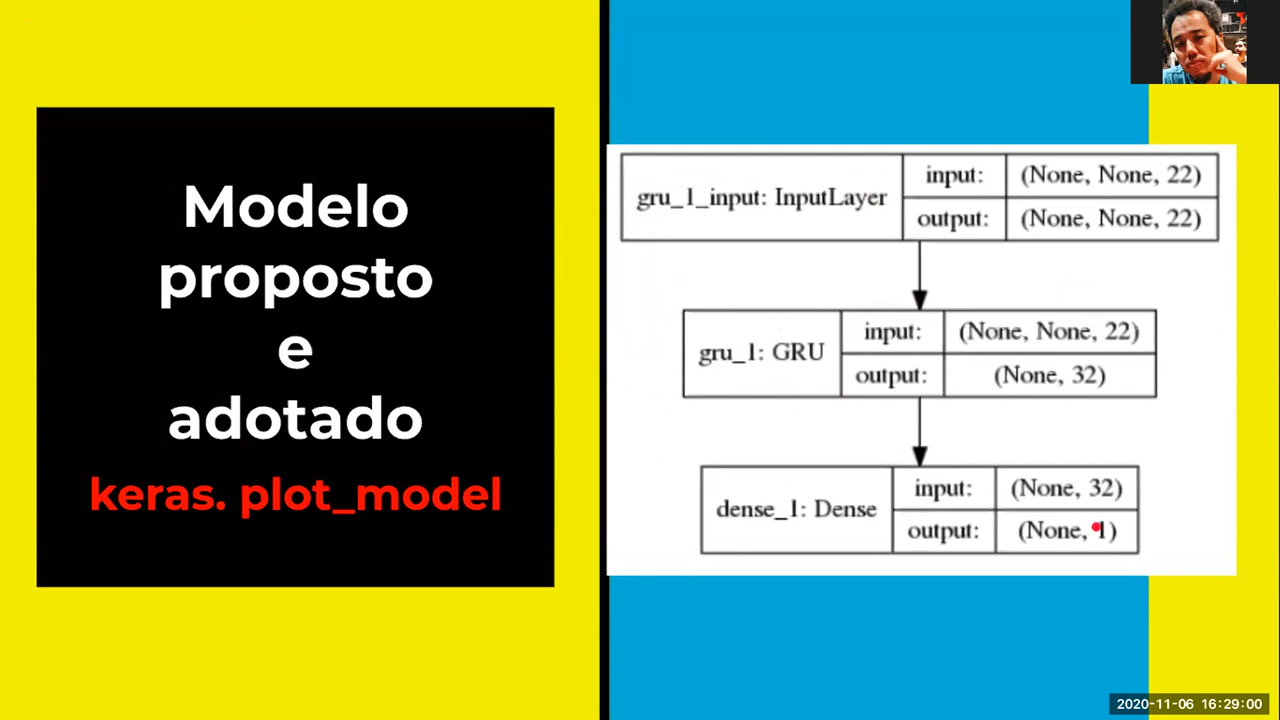 Modelo
proposto
e
adotado
keras. plot_model
gru_1_input: InputLayer
input: (None, None, 22)
output: (None, None, 22)
gru_1: GRU
input: (None, None, 22)
output: (None, 32)
dense_1: Dense
input: (None, 32)
output: (None, 1)
2020-11-06 16:29:00